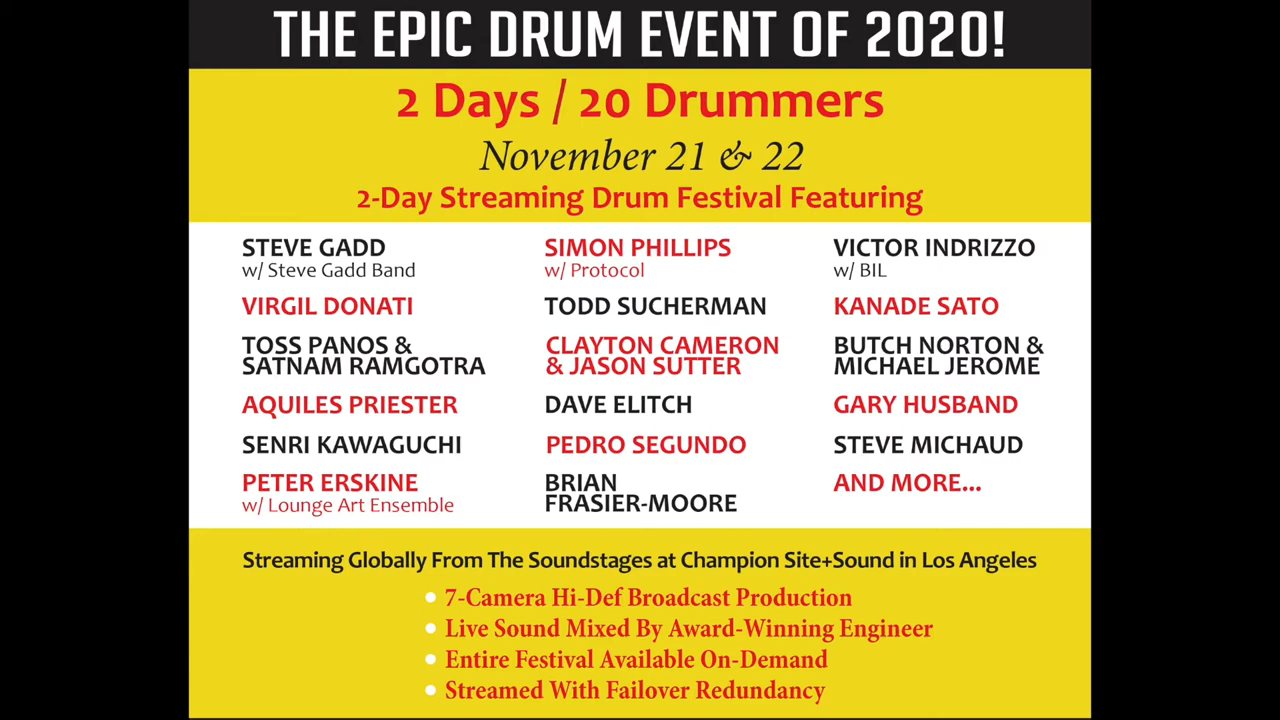 THE EPIC DRUM EVENT OF 2020!
2 Days / 20 Drummers
November 21 & 22
2-Day Streaming Drum Festival Featuring
STEVE GADD
w/ Steve Gadd Band
VIRGIL DONATI
TOSS PANOS &
SATNAM RAMGOTRA
AQUILES PRIESTER
SENRI KAWAGUCHI
PETER ERSKINE
w/ Lounge Art Ensemble
SIMON PHILLIPS
w/ Protocol
TODD SUCHERMAN
CLAYTON CAMERON
& JASON SUTTER
DAVE ELITCH
PEDRO SEGUNDO
BRIAN
FRASIER-MOORE
VICTOR INDRIZZO
w/ BIL
KANADE SATO
BUTCH NORTON &
MICHAEL JEROME
GARY HUSBAND
STEVE MICHAUD
AND MORE...
Streaming Globally From The Soundstages at Champion Site+Sound in Los Angeles
• 7-Camera Hi-Def Broadcast Production
• Live Sound Mixed By Award-Winning Engineer
• Entire Festival Available On-Demand
• Streamed With Failover Redundancy